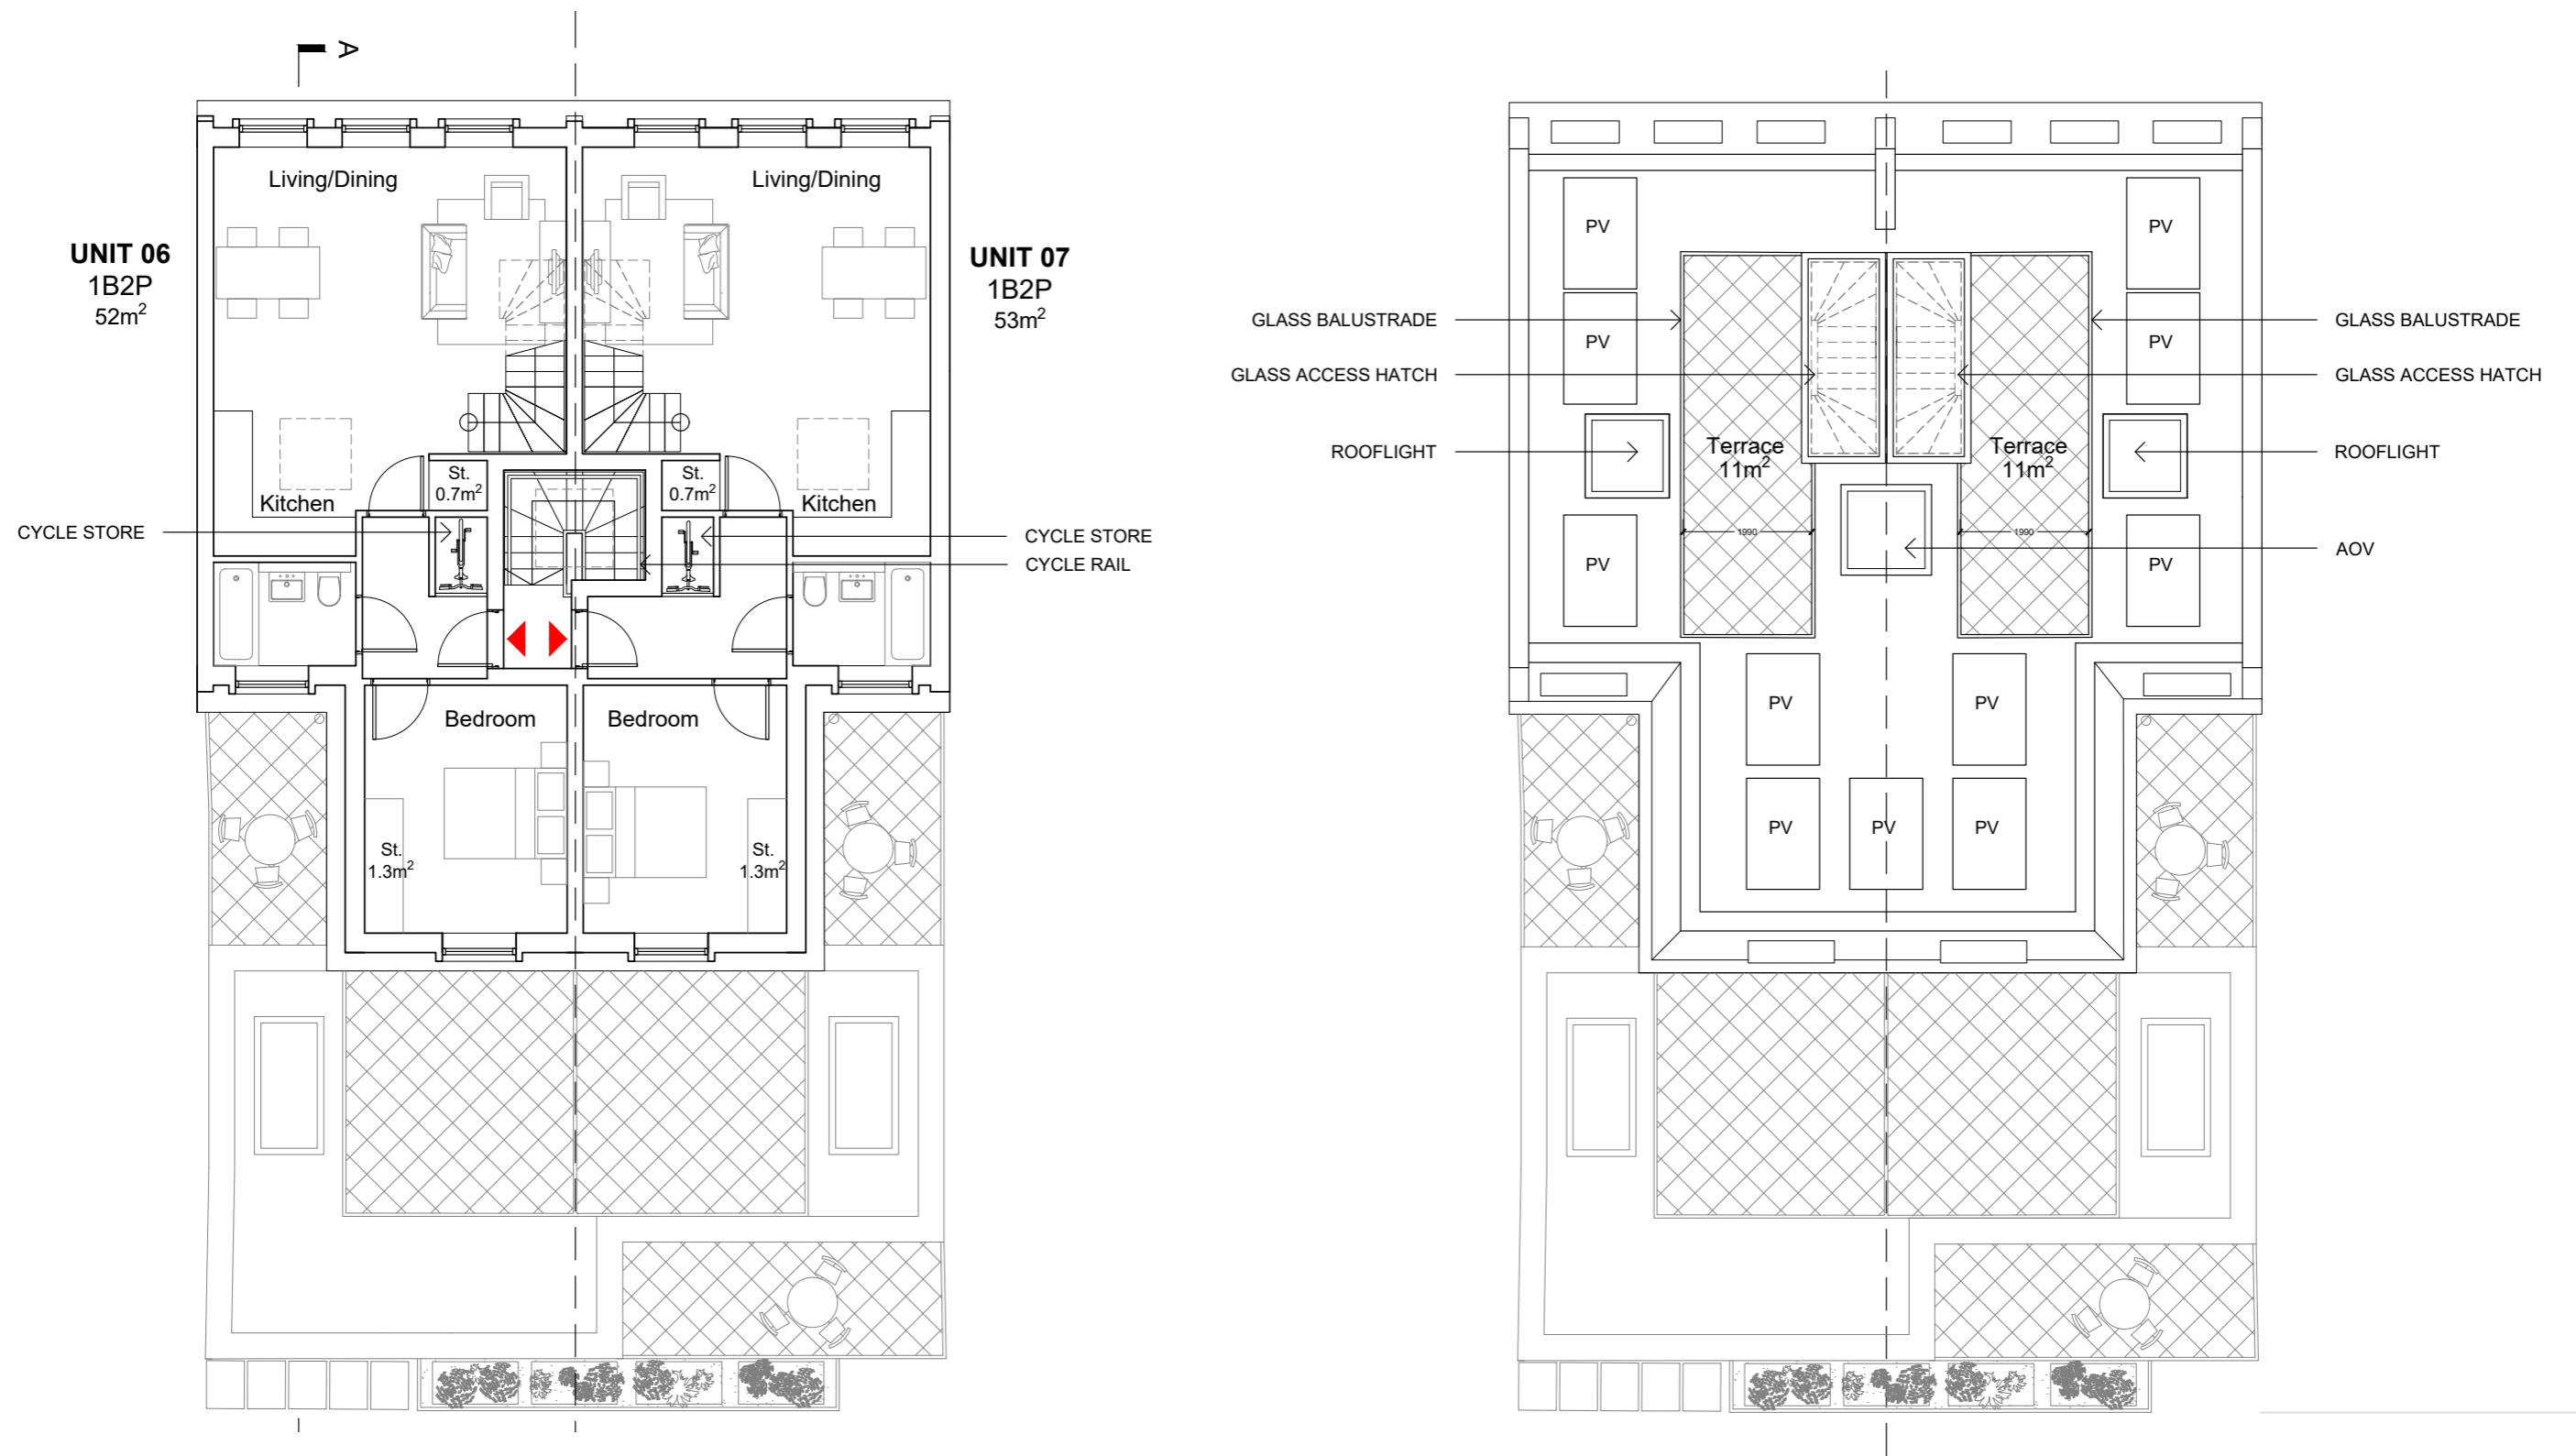 A
Living/Dining
Living/Dining
UNIT 06
1B2P
52m²
UNIT 07
1B2P
53m²
St.
0.7m²
St.
0.7m²
Kitchen
Kitchen
CYCLE STORE
CYCLE STORE
CYCLE RAIL
Bedroom
Bedroom
St.
1.3m²
St.
1.3m²
PV
PV
GLASS BALUSTRADE
GLASS BALUSTRADE
PV
PV
GLASS ACCESS HATCH
GLASS ACCESS HATCH
ROOFLIGHT
ROOFLIGHT
Terrace
11m²
Terrace
11m²
1990
1990
AOV
PV
PV
PV
PV
PV
PV
PV